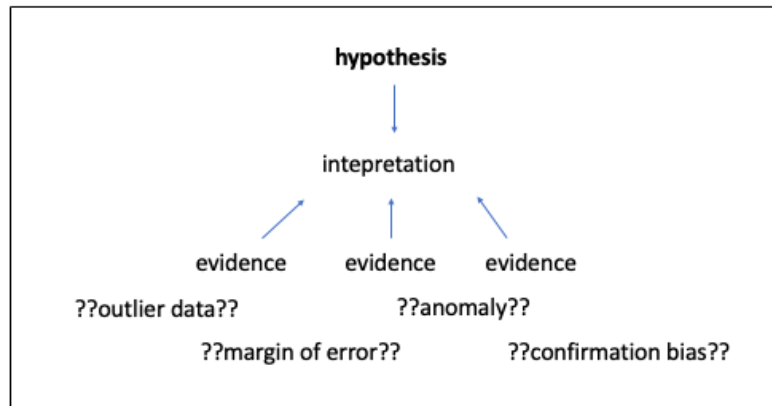 hypothesis
intepretation
evidence evidence evidence
??outlier data?? ??anomaly??
??margin of error?? ??confirmation bias??